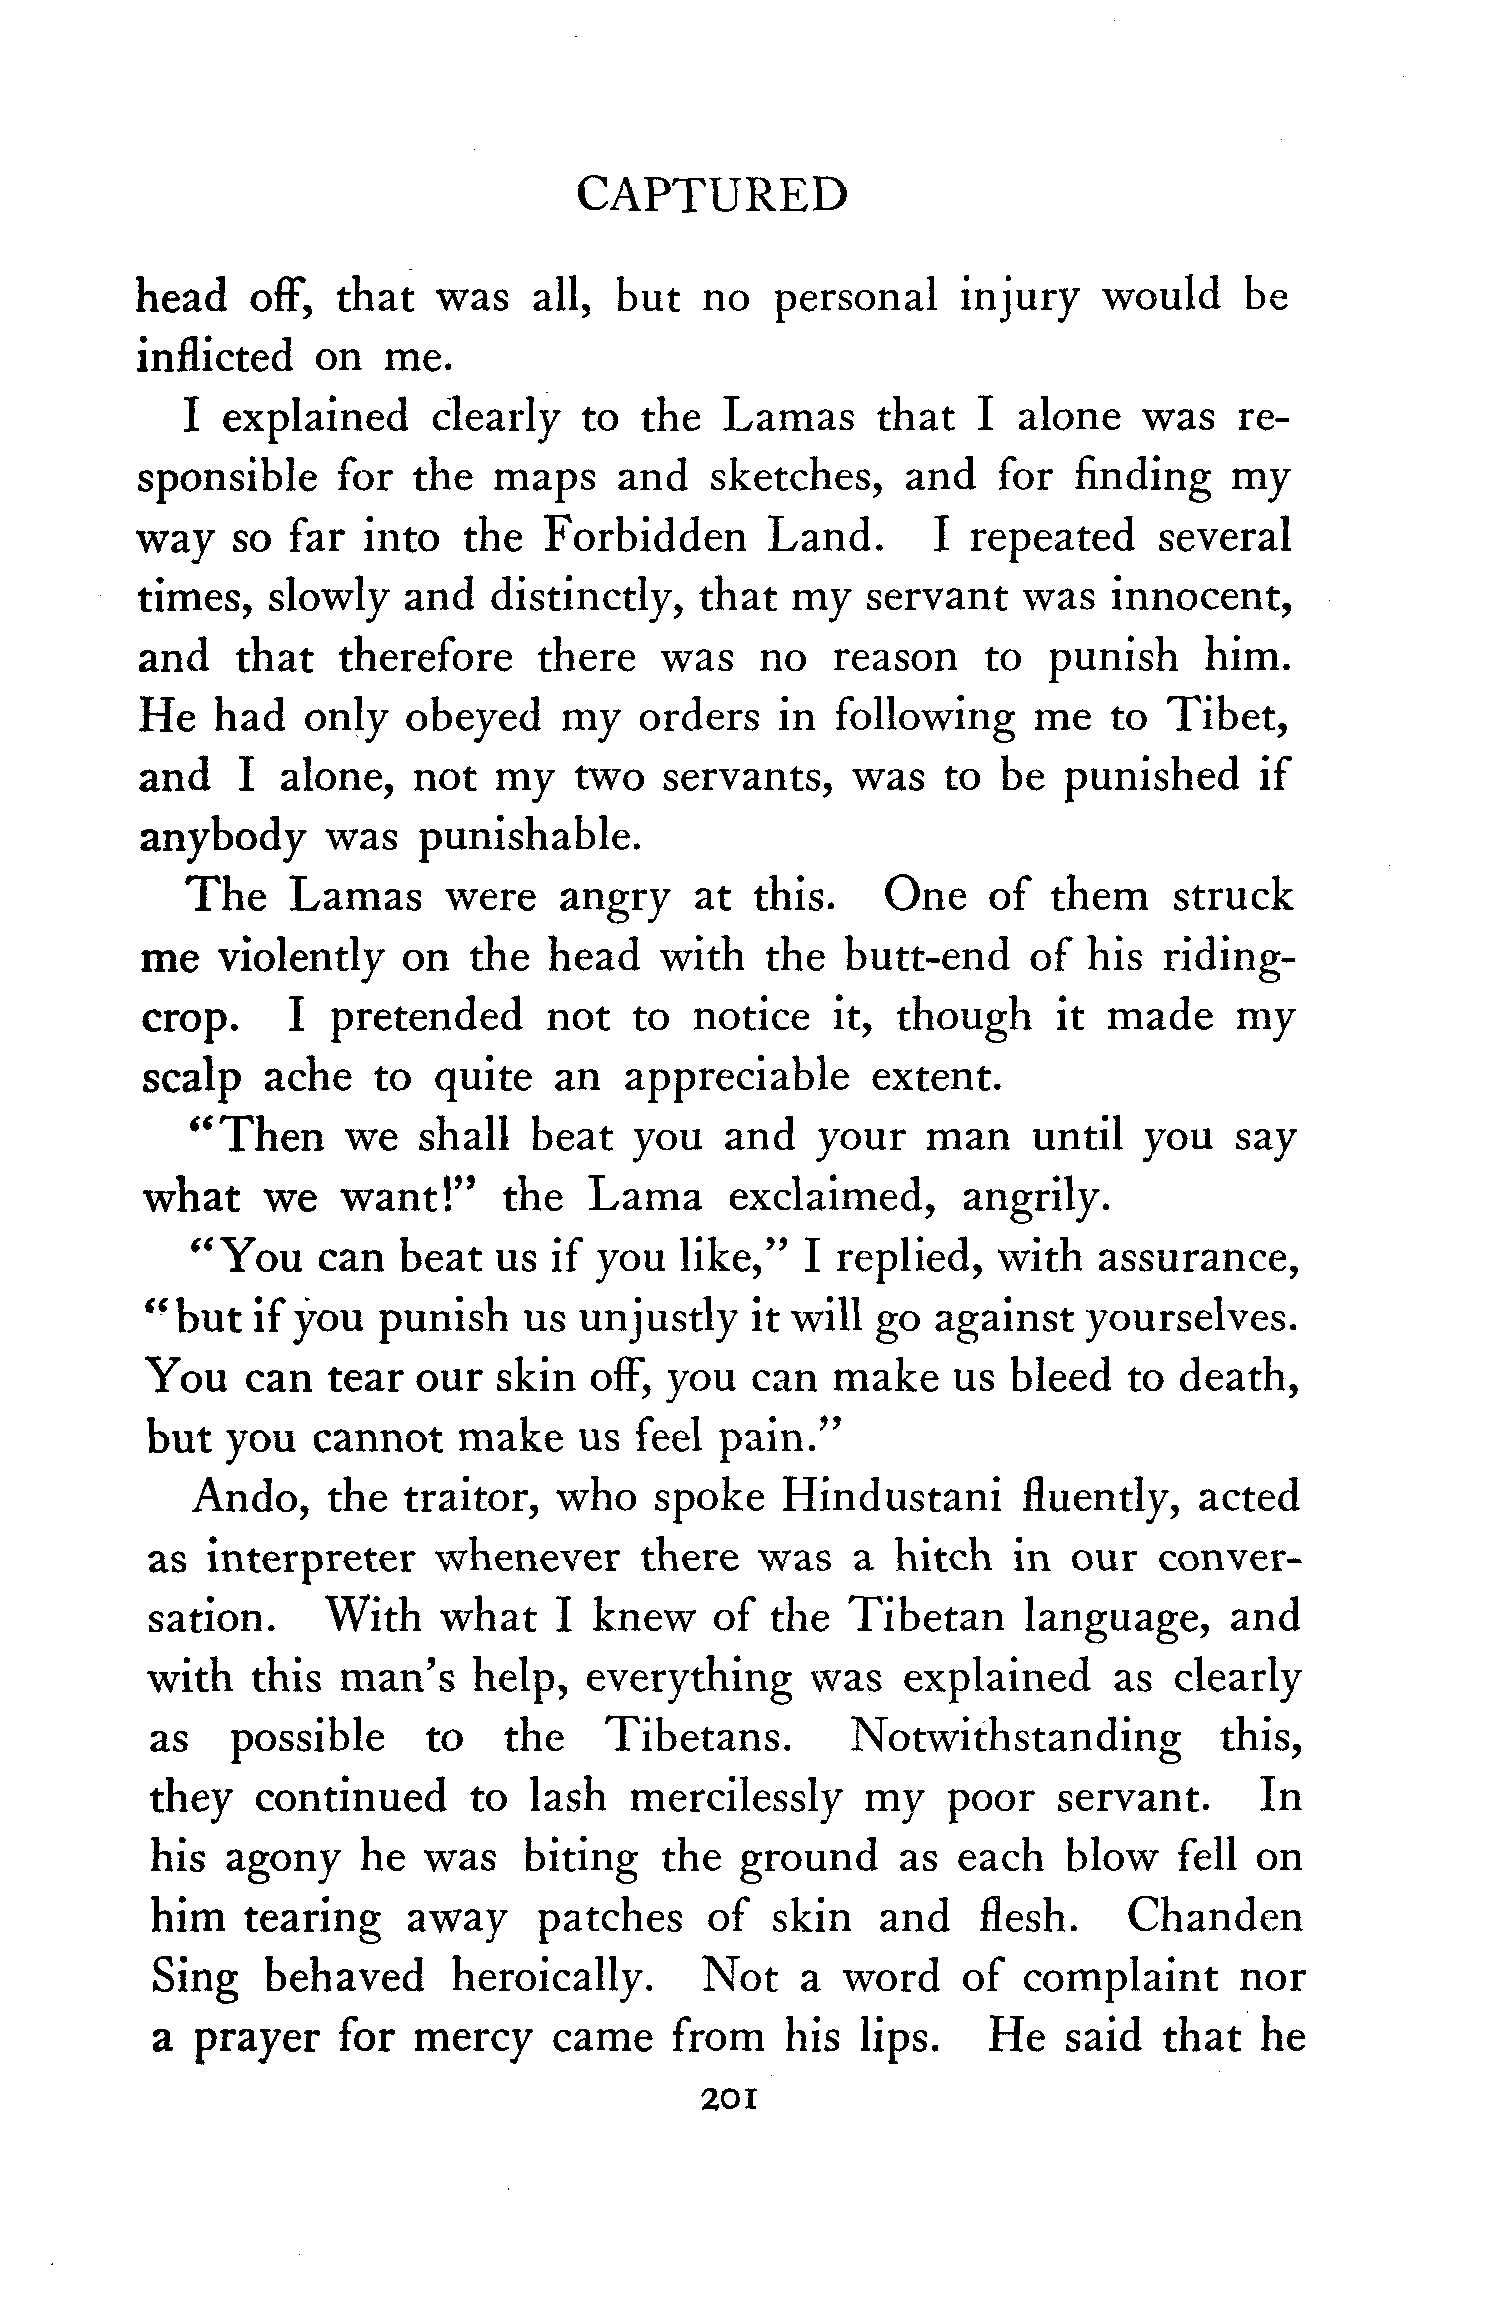 CAPTURED
head off, that was all, but no personal injury would be
inflicted on me.
I explained clearly to the Lamas that I alone was re-
sponsible for the maps and sketches, and for finding my
way so far into the Forbidden Land. I repeated several
times, slowly and distinctly, that my servant was innocent,
and that therefore there was no reason to punish him.
He had only obeyed my orders in following me to Tibet,
and I alone, not my two servants, was to be punished if
anybody was punishable.
The Lamas were angry at this. One of them struck
me violently on the head with the butt-end of his riding-
crop. I pretended not to notice it, though it made my
scalp ache to quite an appreciable extent.
“Then we shall beat you and your man until you say
what we want!” the Lama exclaimed, angrily.
“You can beat us if you like,” I replied, with assurance,
“but if you punish us unjustly it will go against yourselves.
You can tear our skin off, you can make us bleed to death,
but you cannot make us feel pain.”
Ando, the traitor, who spoke Hindustani fluently, acted
as interpreter whenever there was a hitch in our conver-
sation. With what I knew of the Tibetan language, and
with this man’s help, everything was explained as clearly
as possible to the Tibetans. Notwithstanding this,
they continued to lash mercilessly my poor servant. In
his agony he was biting the ground as each blow fell on
him tearing away patches of skin and flesh. Chanden
Sing behaved heroically. Not a word of complaint nor
a prayer for mercy came from his lips. He said that he
201